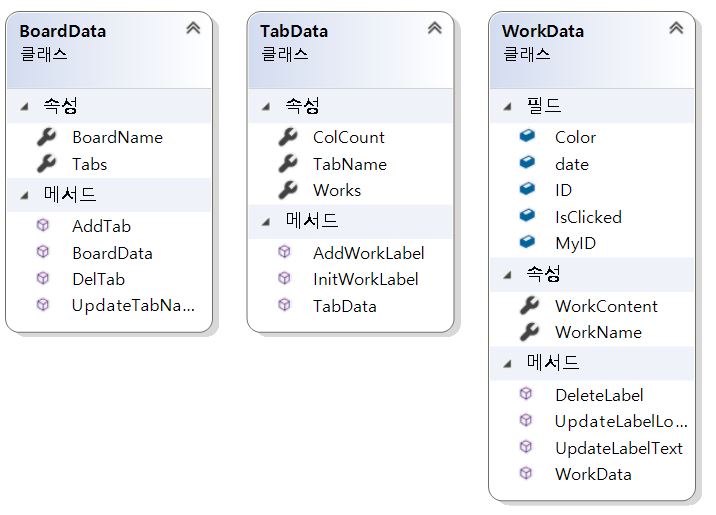 BoardData
클래스
속성
BoardName
Tabs
메서드
AddTab
BoardData
DelTab
UpdateTabNa...
TabData
클래스
속성
ColCount
TabName
Works
메서드
AddWorkLabel
InitWorkLabel
TabData
WorkData
클래스
필드
Color
date
ID
IsClicked
MyID
속성
WorkContent
WorkName
메서드
DeleteLabel
UpdateLabelLo...
UpdateLabelText
WorkData